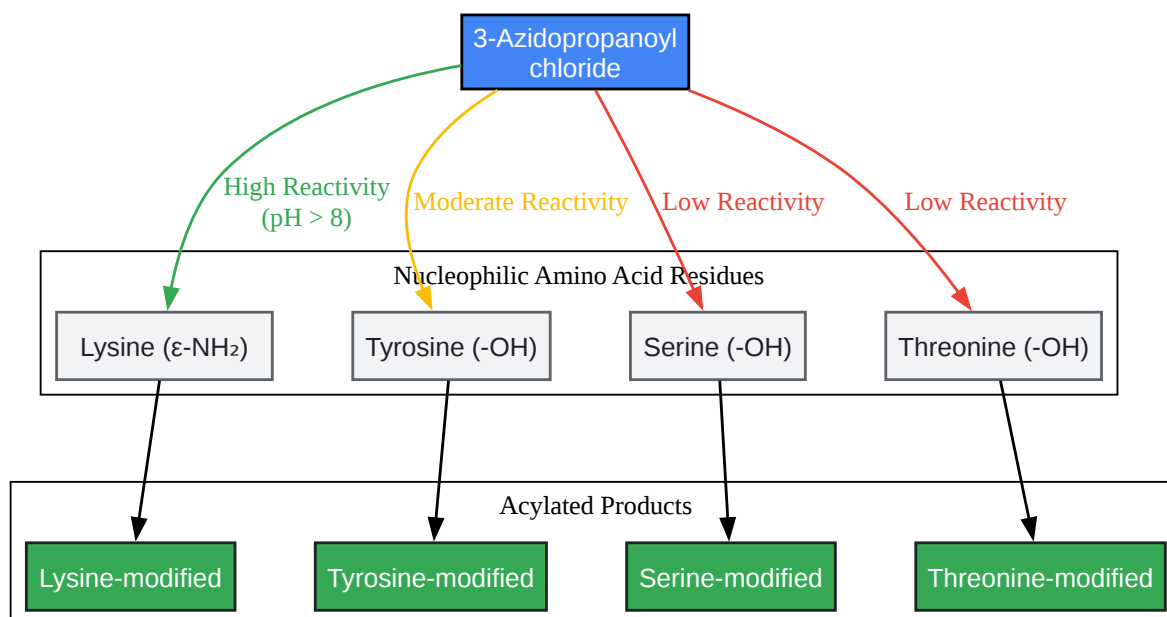 3-Azidopropanoyl
chloride
High Reactivity
(pH > 8)
Moderate Reactivity
Low Reactivity
Low Reactivity
Nucleophilic Amino Acid Residues
Lysine (ε-NH₂)
Tyrosine (-OH)
Serine (-OH)
Threonine (-OH)
Acylated Products
Lysine-modified
Tyrosine-modified
Serine-modified
Threonine-modified